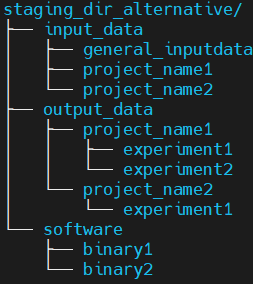 staging_dir_alternative/
├── input_data
│   ├── general_inputdata
│   ├── project_name1
│   └── project_name2
├── output_data
│   ├── project_name1
│   │   ├── experiment1
│   │   └── experiment2
│   └── project_name2
│       └── experiment1
└── software
    ├── binary1
    └── binary2